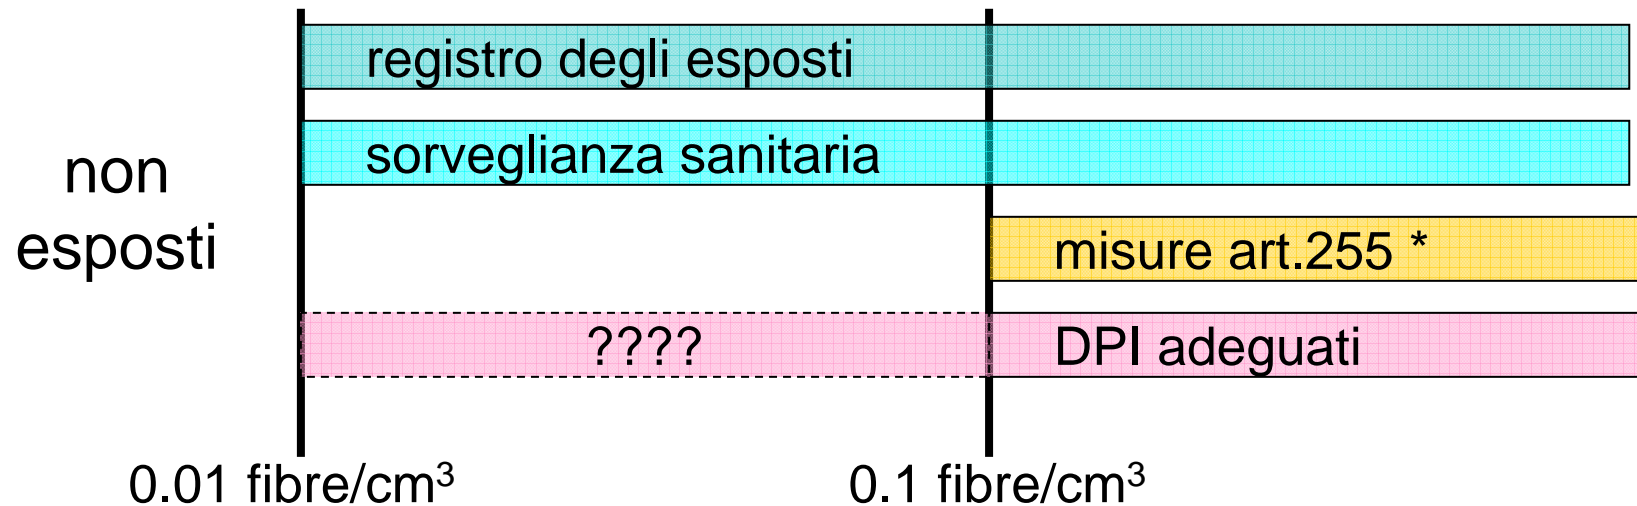 registro degli esposti
sorveglianza sanitaria
non
esposti
misure art.255 *
????
DPI adeguati
0.01 fibre/cm³
0.1 fibre/cm³